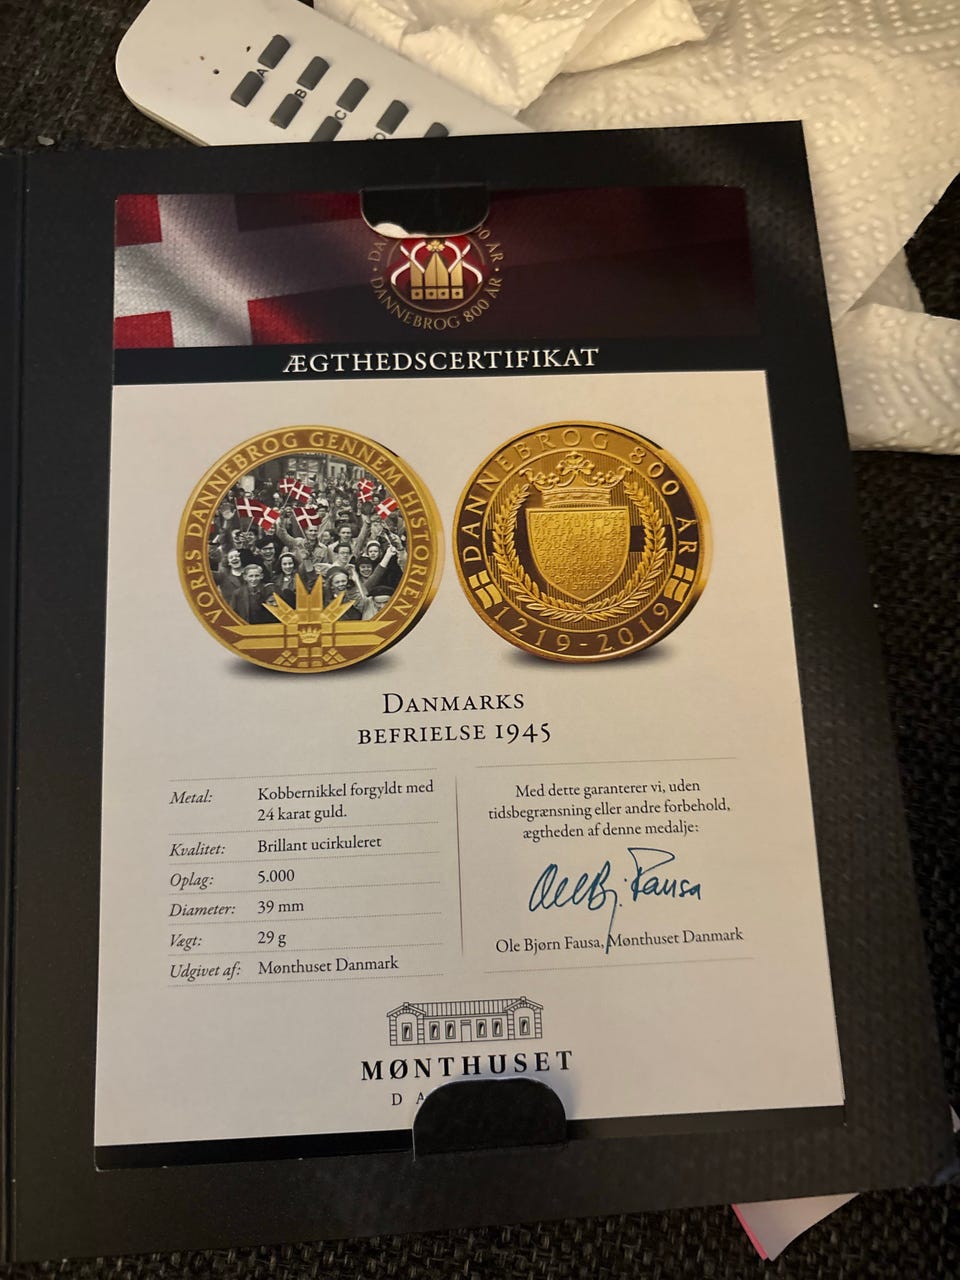 A
B
C
D
DANNEBROG 800 ÅR
ÆGTHEDSCERTIFIKAT
VORES DANNEBROG GENNEM HISTORIEN
DANNEBROG 800 ÅR
1219-2019
DANMARKS
BEFRIELSE 1945
Metal: Kobbernikkel forgyldt med
24 karat guld.
Kvalitet: Brillant ucirkuleret
Oplag: 5.000
Diameter: 39 mm
Vægt: 29 g
Udgivet af: Mønthuset Danmark
Med dette garanterer vi, uden
tidsbegrænsning eller andre forbehold,
ægtheden af denne medalje:
Ole Bj. Fausa
Ole Bjørn Fausa, Mønthuset Danmark
MØNTHUSET
DA